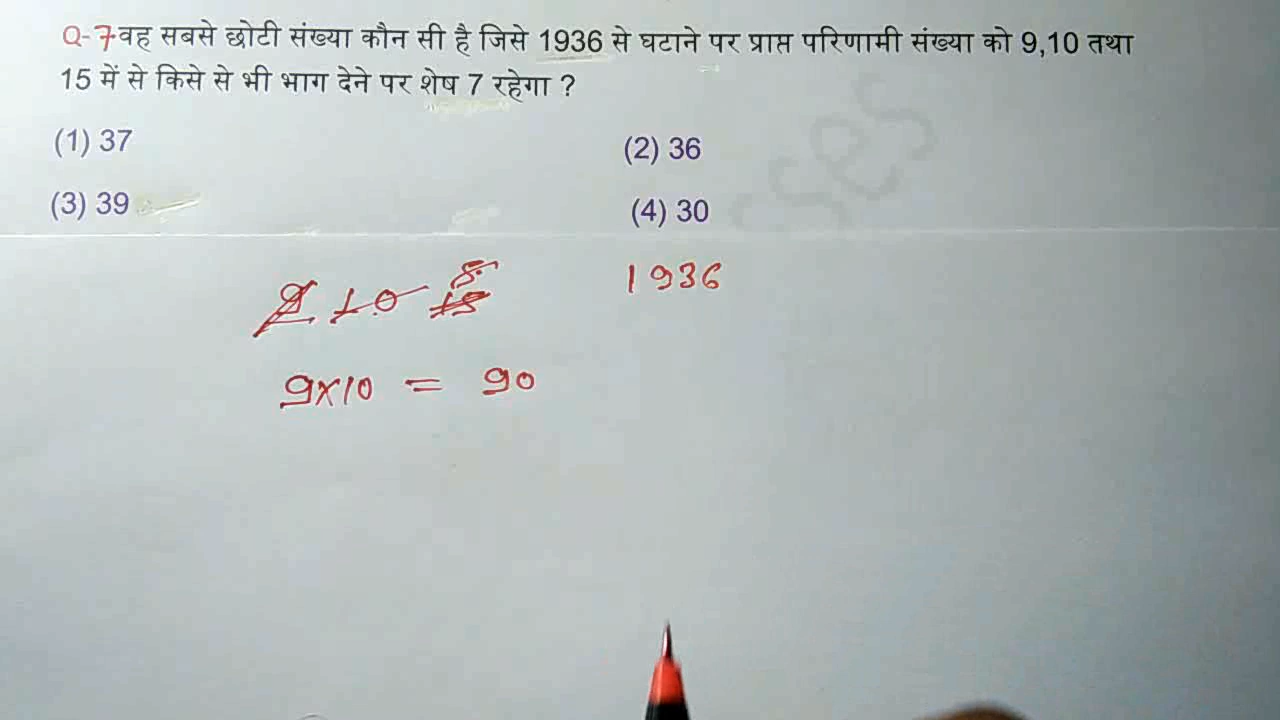 Q-7 वह सबसे छोटी संख्या कौन सी है जिसे 1936 से घटाने पर प्राप्त परिणामी संख्या को 9,10 तथा
15 में से किसे से भी भाग देने पर शेष 7 रहेगा ?
(1) 37 (2) 36
(3) 39 (4) 30
9 10 15 1936
9x10 = 90